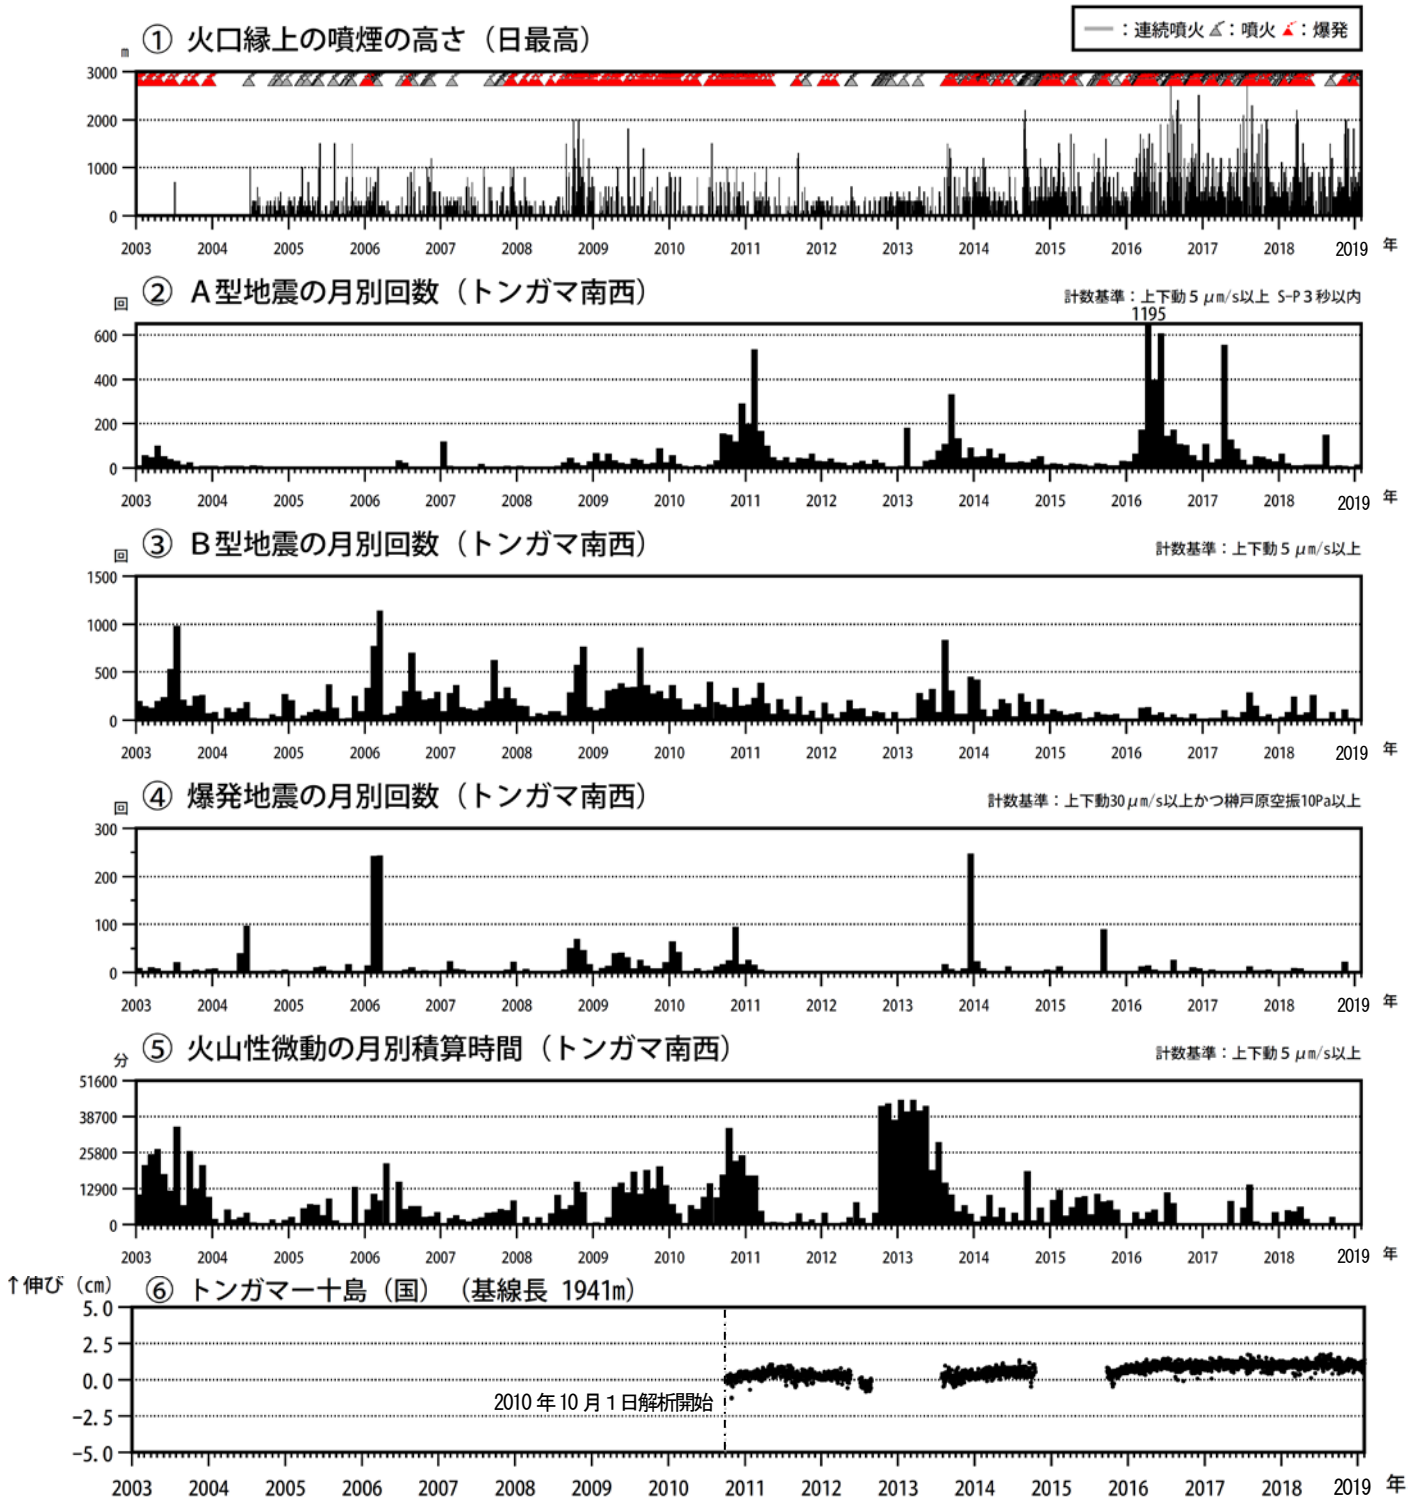 ：連続噴火 ：噴火 ：爆発
① 火口縁上の噴煙の高さ（日最高）
m
3000
2000
1000
0
2003 2004 2005 2006 2007 2008 2009 2010 2011 2012 2013 2014 2015 2016 2017 2018 2019 年
② Ａ型地震の月別回数（トンガマ南西）
回
計数基準：上下動５μm/s以上 S-P３秒以内
1195
600
400
200
0
2003 2004 2005 2006 2007 2008 2009 2010 2011 2012 2013 2014 2015 2016 2017 2018 2019 年
③ Ｂ型地震の月別回数（トンガマ南西）
回
計数基準：上下動５μm/s以上
1500
1000
500
0
2003 2004 2005 2006 2007 2008 2009 2010 2011 2012 2013 2014 2015 2016 2017 2018 2019 年
④ 爆発地震の月別回数（トンガマ南西）
回
計数基準：上下動30μm/s以上かつ榊戸原空振10Pa以上
300
200
100
0
2003 2004 2005 2006 2007 2008 2009 2010 2011 2012 2013 2014 2015 2016 2017 2018 2019 年
⑤ 火山性微動の月別積算時間（トンガマ南西）
分
計数基準：上下動５μm/s以上
51600
38700
25800
12900
0
2003 2004 2005 2006 2007 2008 2009 2010 2011 2012 2013 2014 2015 2016 2017 2018 2019 年
↑伸び（cm） ⑥ トンガマー十島（国）（基線長 1941m）
5.0
2.5
0.0
2010年10月1日解析開始
-2.5
-5.0
2003 2004 2005 2006 2007 2008 2009 2010 2011 2012 2013 2014 2015 2016 2017 2018 2019 年